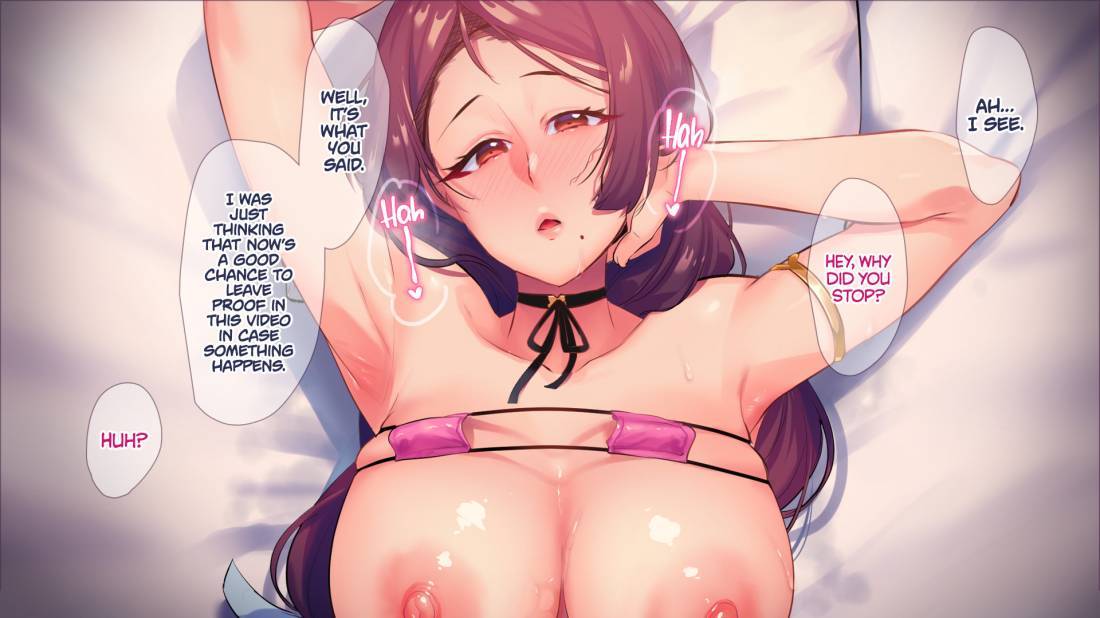 AH...
I SEE.
HEY, WHY
DID YOU
STOP?
Hah
Hah
WELL,
IT'S
WHAT
YOU
SAID.
I WAS
JUST
THINKING
THAT NOW'S
A GOOD
CHANCE TO
LEAVE
PROOF IN
THIS VIDEO
IN CASE
SOMETHING
HAPPENS.
HUH?